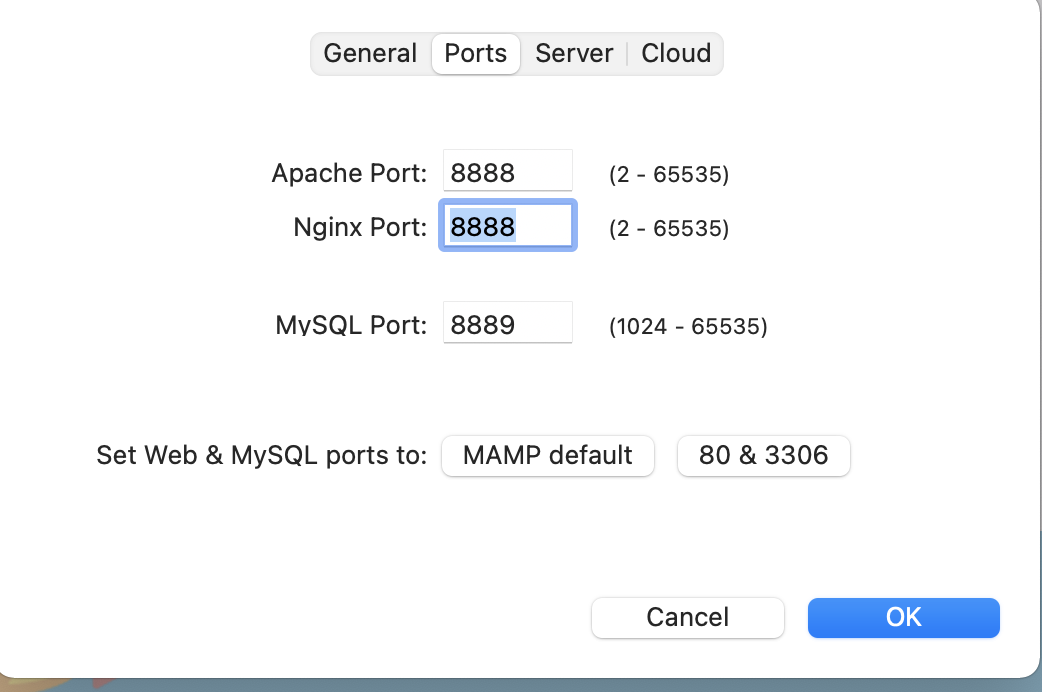 General Ports Server Cloud
Apache Port: 8888 (2 - 65535)
Nginx Port: 8888 (2 - 65535)
MySQL Port: 8889 (1024 - 65535)
Set Web & MySQL ports to: MAMP default 80 & 3306
Cancel OK